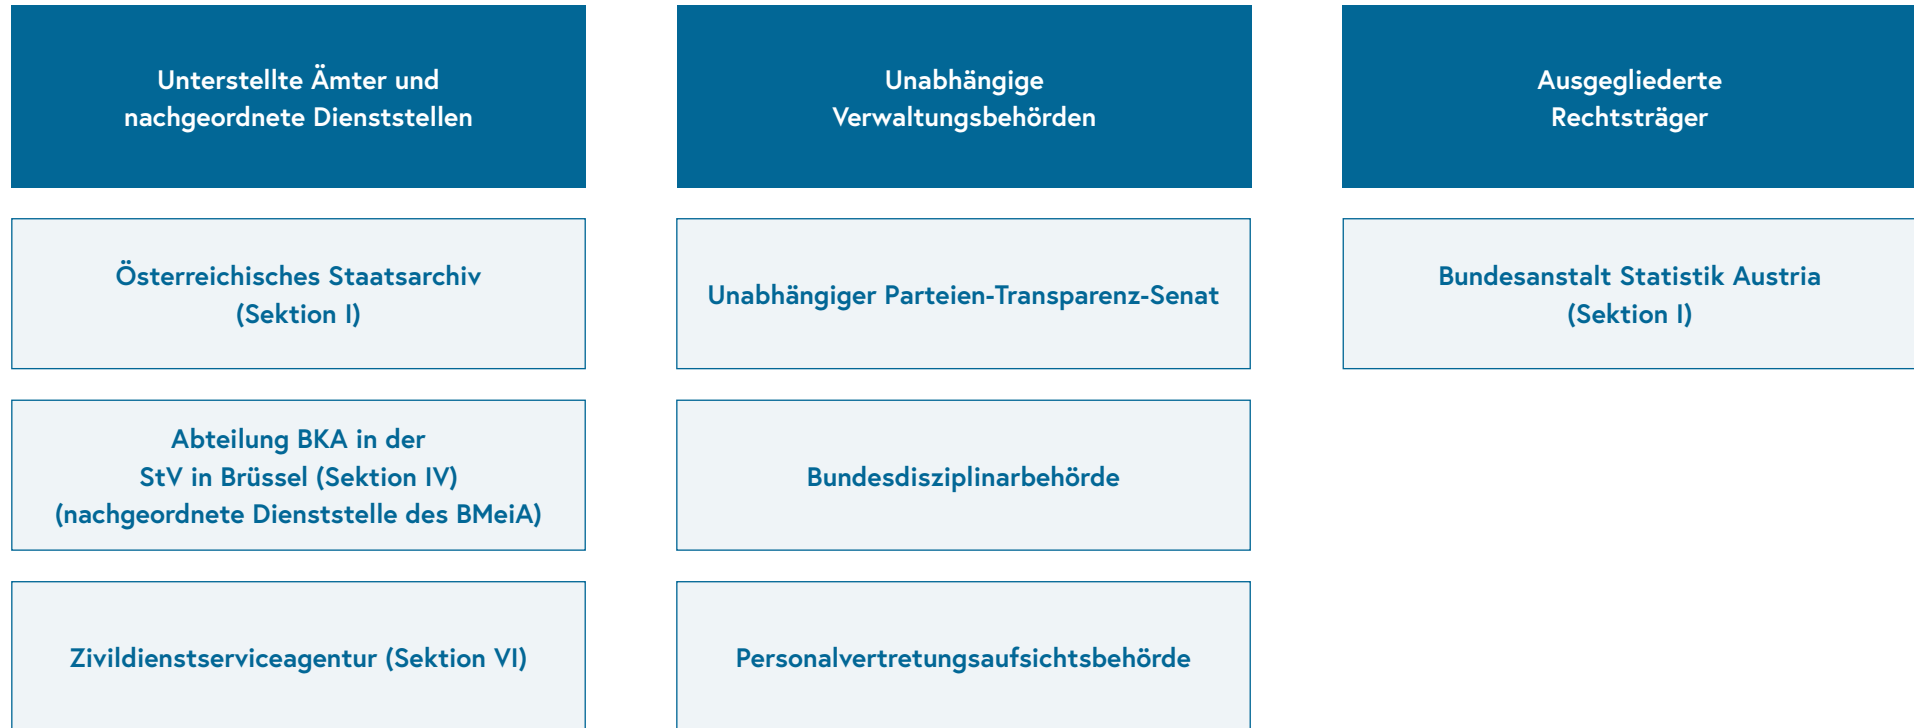 Unterstellte Ämter und
nachgeordnete Dienststellen
Österreichisches Staatsarchiv
(Sektion I)
Abteilung BKA in der
StV in Brüssel (Sektion IV)
(nachgeordnete Dienststelle des BMeiA)
Zivildienstserviceagentur (Sektion VI)
Unabhängige
Verwaltungsbehörden
Unabhängiger Parteien-Transparenz-Senat
Bundesdisziplinarbehörde
Personalvertretungsaufsichtsbehörde
Ausgegliederte
Rechtsträger
Bundesanstalt Statistik Austria
(Sektion I)